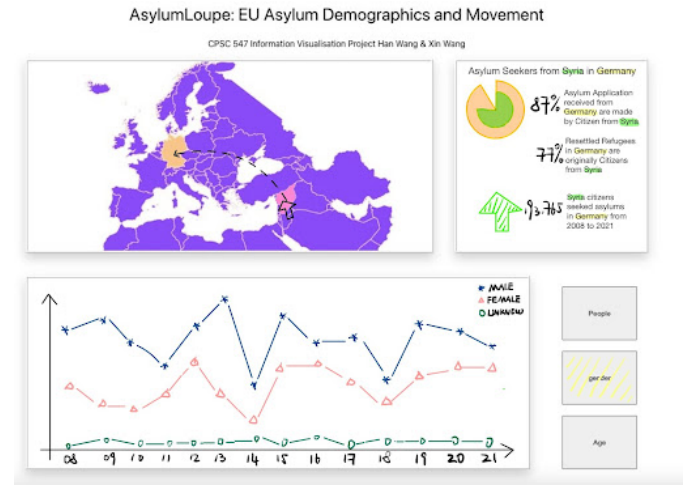 AsylumLoupe: EU Asylum Demographics and Movement
CPSC 547 Information Visualisation Project Han Wang & Xin Wang
Asylum Seekers from Syria in Germany
87%
Asylum Application
received from
Germany are made
by Citizen from Syria
77%
Resettled Refugees
in Germany are
originally Citizens
from Syria
193.765
Syria citizens
seeked asylums
in Germany from
2008 to 2021
MALE
FEMALE
UNKNOWN
08 09 10 11 12 13 14 15 16 17 18 19 20 21
People
gender
Age